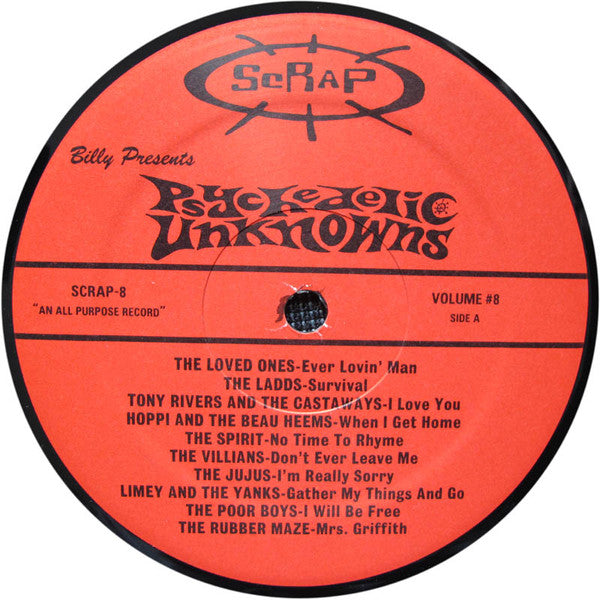 ScRAP
Billy Presents
Psychedelic
Unknowns
SCRAP-8
"AN ALL PURPOSE RECORD"
VOLUME #8
SIDE A
THE LOVED ONES-Ever Lovin' Man
THE LADDS-Survival
TONY RIVERS AND THE CASTAWAYS-I Love You
HOPPI AND THE BEAU HEEMS-When I Get Home
THE SPIRIT-No Time To Rhyme
THE VILLIANS-Don't Ever Leave Me
THE JUJUS-I'm Really Sorry
LIMEY AND THE YANKS-Gather My Things And Go
THE POOR BOYS-I Will Be Free
THE RUBBER MAZE-Mrs. Griffith